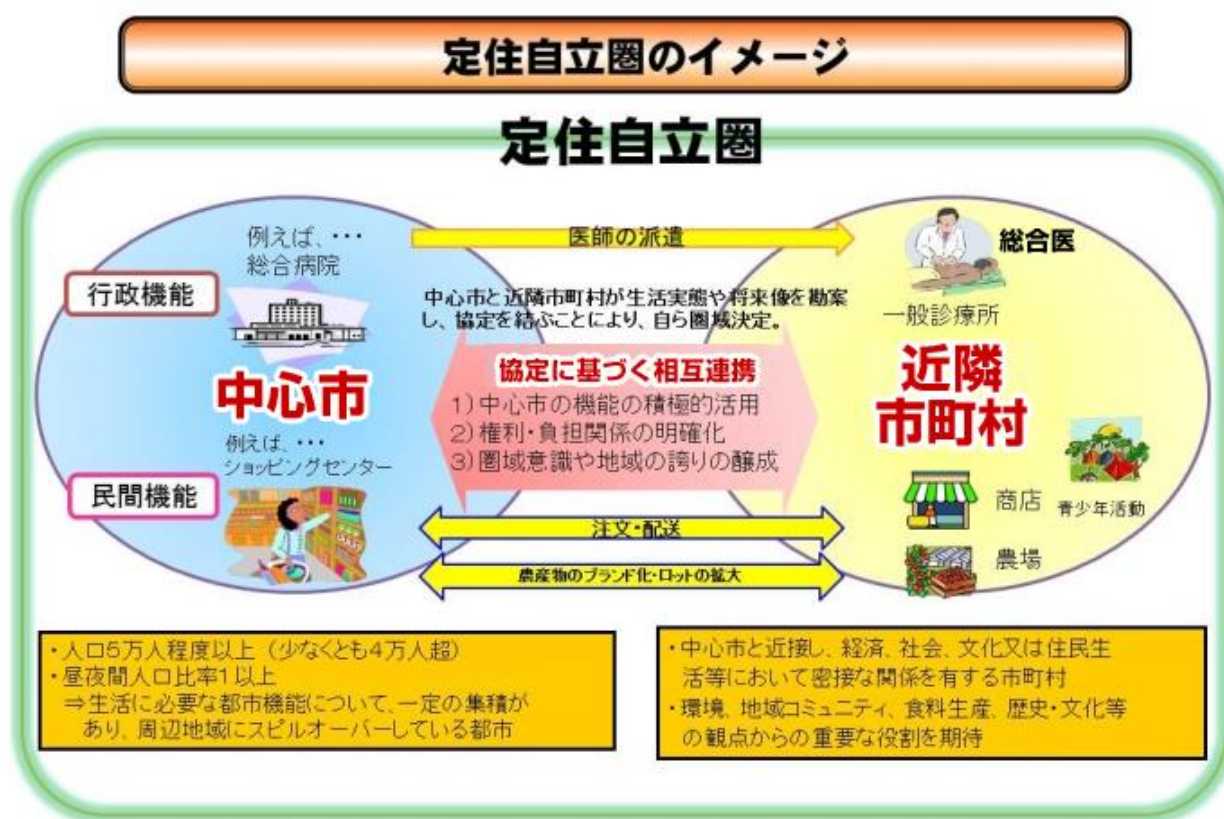 定住自立圏のイメージ
定住自立圏
例えば、・・・
総合病院
行政機能
中心市
例えば、・・・
ショッピングセンター
民間機能
医師の派遣
中心市と近隣市町村が生活実態や将来像を勘案
し、協定を結ぶことにより、自ら圏域決定。
協定に基づく相互連携
1)中心市の機能の積極的活用
2)権利・負担関係の明確化
3)圏域意識や地域の誇りの醸成
注文・配送
農産物のブランド化・ロットの拡大
総合医
一般診療所
近隣
市町村
商店
青少年活動
農場
・人口5万人程度以上（少なくとも4万人超）
・昼夜間人口比率1以上
⇒生活に必要な都市機能について、一定の集積が
あり、周辺地域にスピルオーバーしている都市
・中心市と近接し、経済、社会、文化又は住民生
活等において密接な関係を有する市町村
・環境、地域コミュニティ、食料生産、歴史・文化等
の観点からの重要な役割を期待